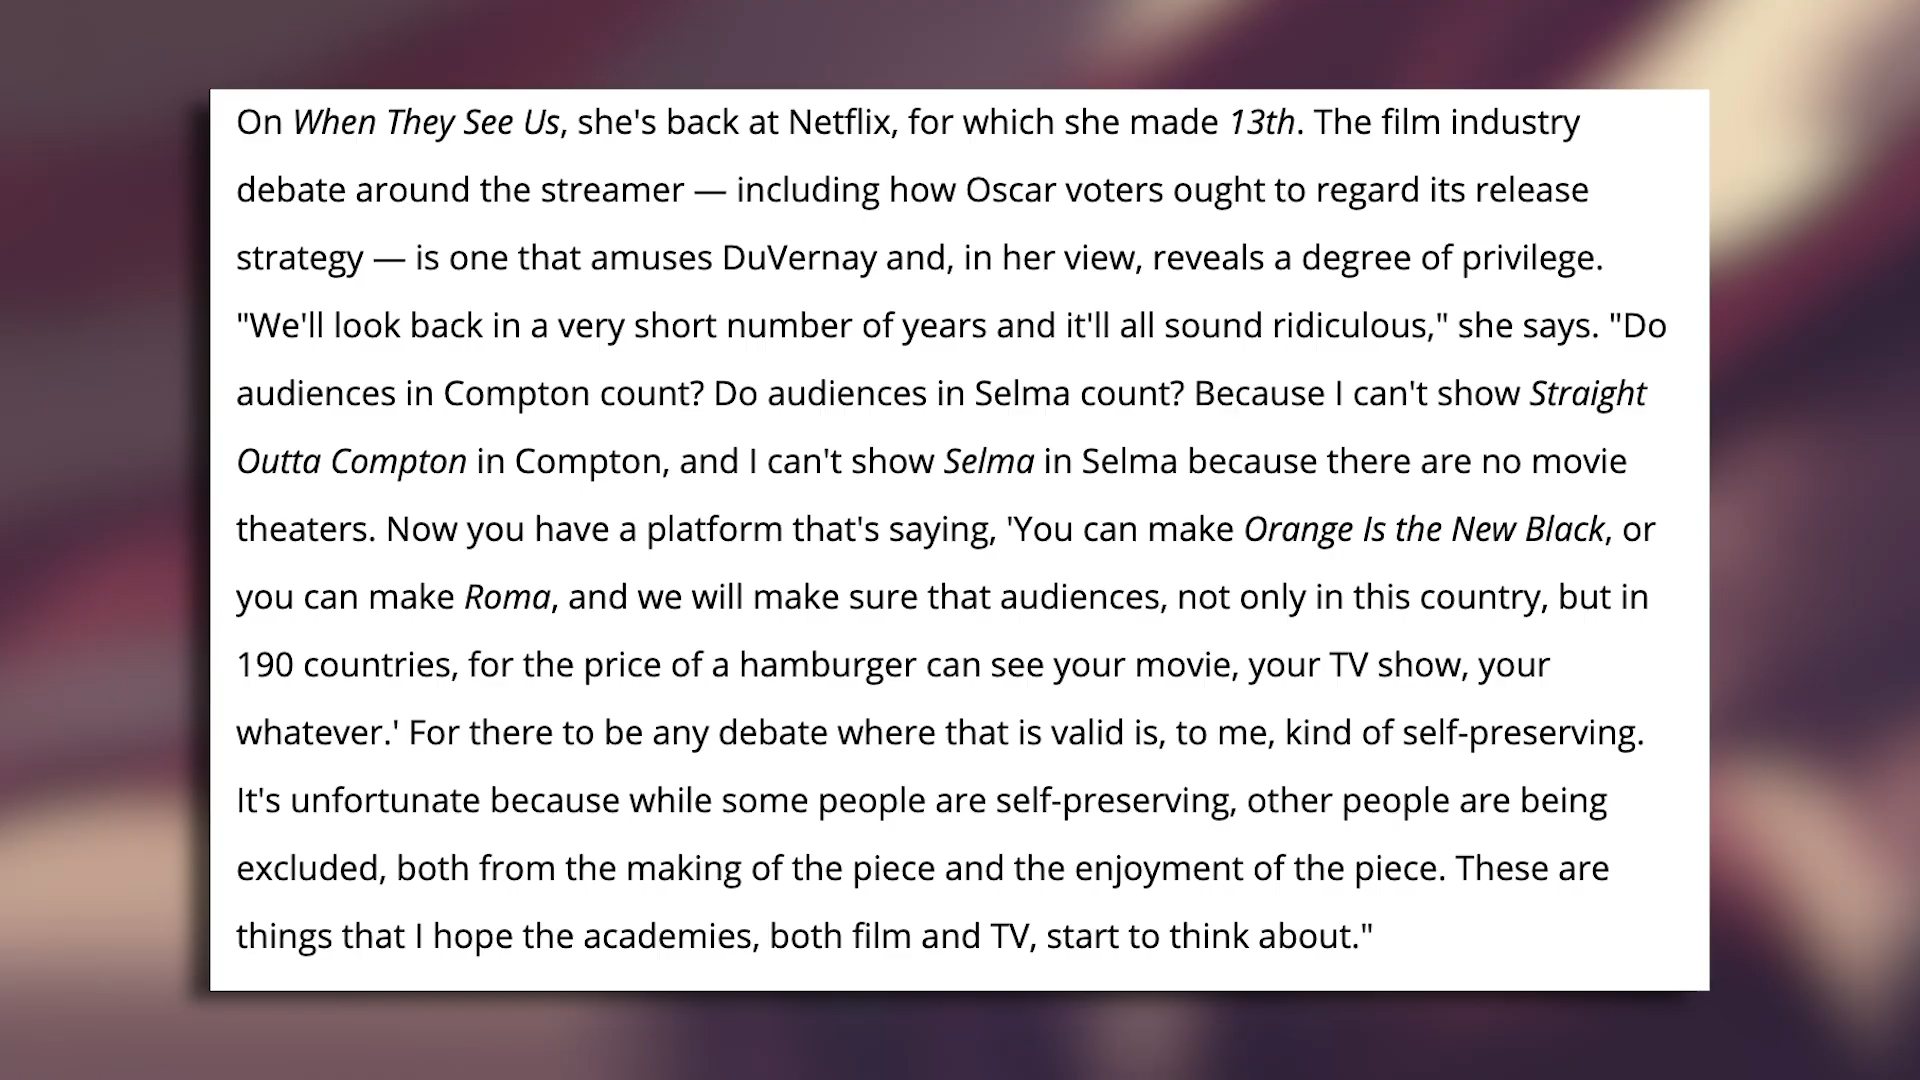 On When They See Us, she's back at Netflix, for which she made 13th. The film industry
debate around the streamer — including how Oscar voters ought to regard its release
strategy — is one that amuses DuVernay and, in her view, reveals a degree of privilege.
"We'll look back in a very short number of years and it'll all sound ridiculous," she says. "Do
audiences in Compton count? Do audiences in Selma count? Because I can't show Straight
Outta Compton in Compton, and I can't show Selma in Selma because there are no movie
theaters. Now you have a platform that's saying, 'You can make Orange Is the New Black, or
you can make Roma, and we will make sure that audiences, not only in this country, but in
190 countries, for the price of a hamburger can see your movie, your TV show, your
whatever.' For there to be any debate where that is valid is, to me, kind of self-preserving.
It's unfortunate because while some people are self-preserving, other people are being
excluded, both from the making of the piece and the enjoyment of the piece. These are
things that I hope the academies, both film and TV, start to think about."